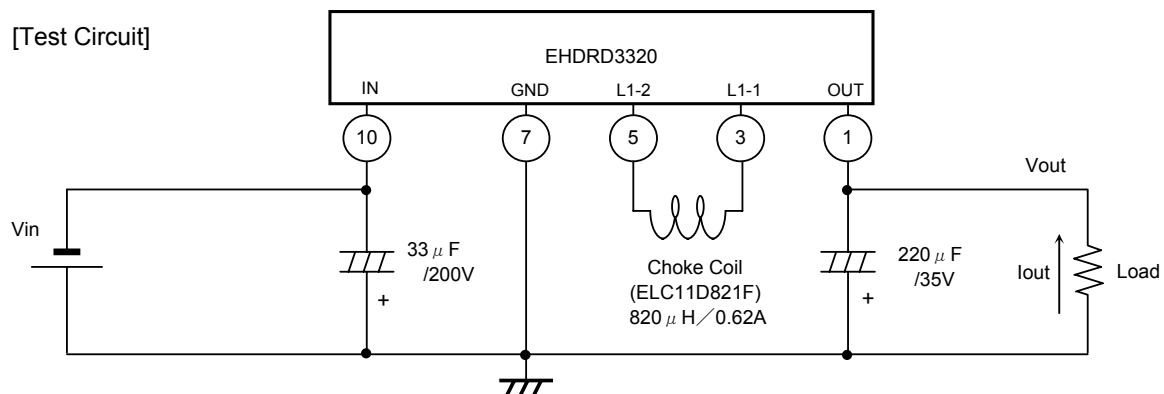 [Test Circuit]
EHDRD3320
IN GND L1-2 L1-1 OUT
10 7 5 3 1
Vout
Vin
33μF
/200V
+
Choke Coil
(ELC11D821F)
820μH／0.62A
220μF
/35V
+
Iout
Load